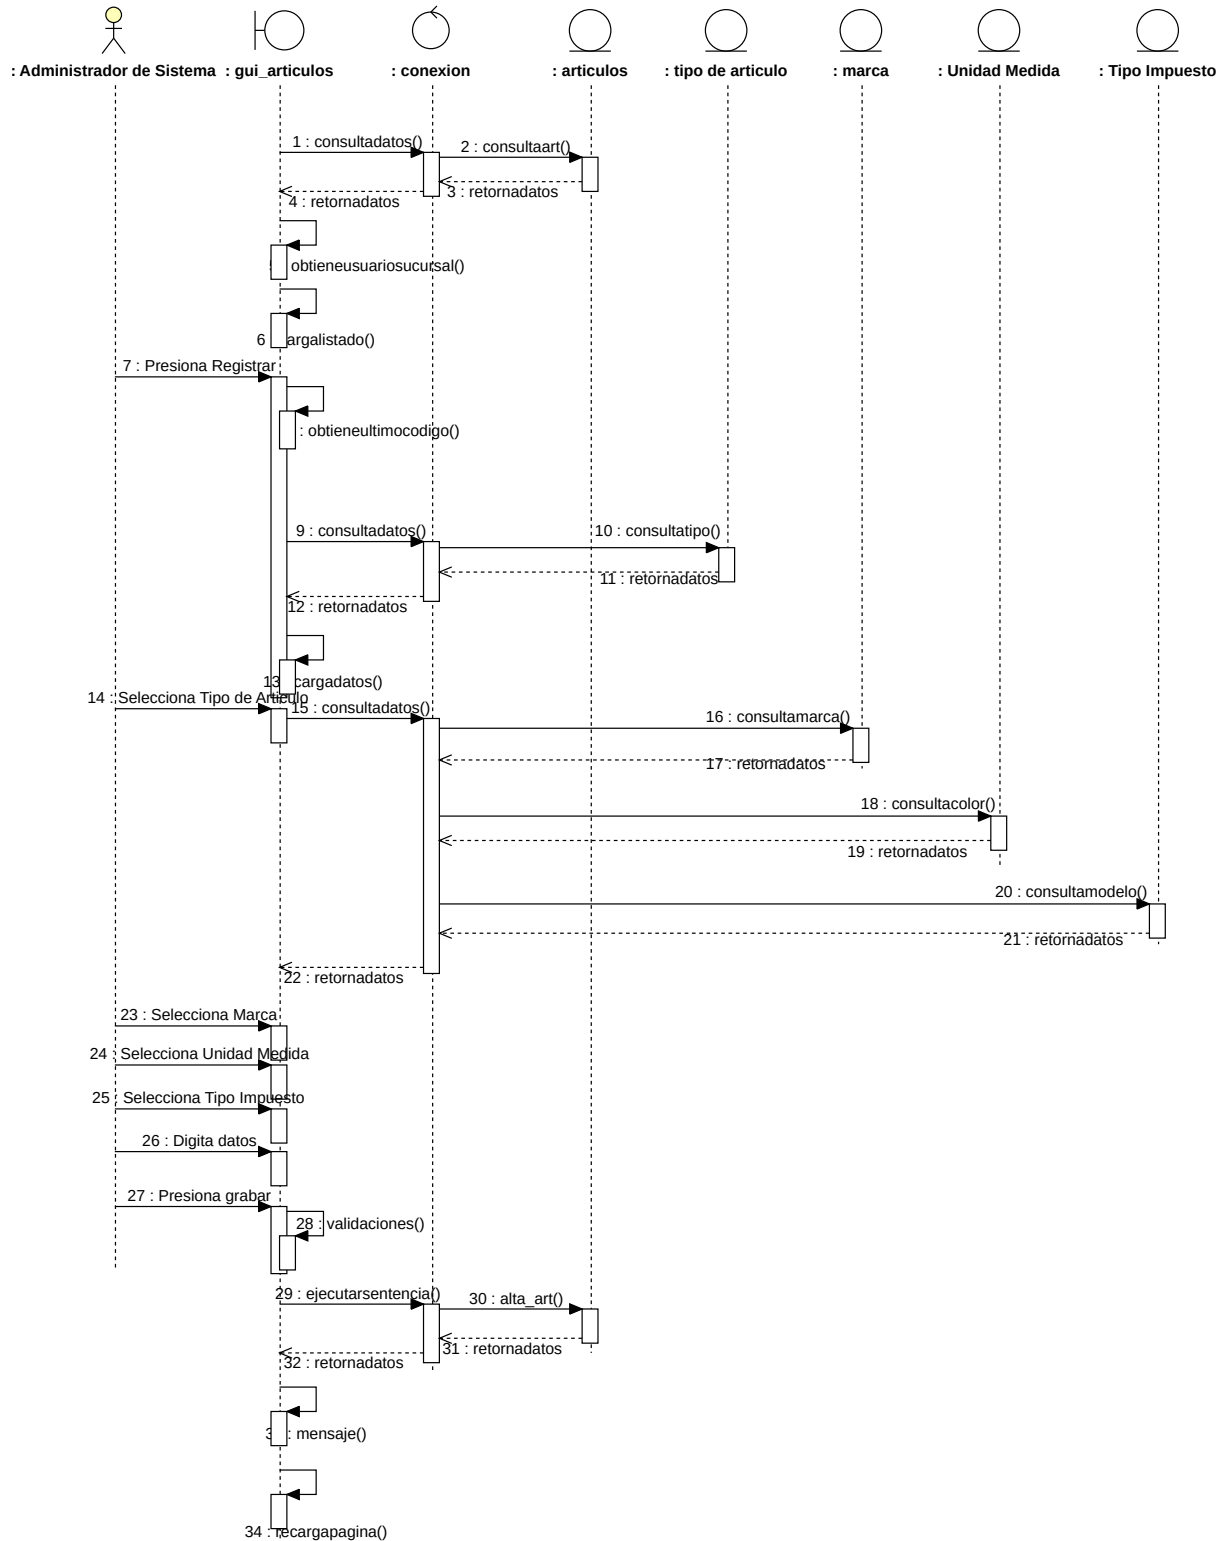 : Administrador de Sistema : gui_articulos : conexion : articulos : tipo de articulo : marca : Unidad Medida : Tipo Impuesto
1 : consultadatos()
2 : consultaart()
3 : retornadatos
4 : retornadatos
obtieneusuariosucursal()
6 argalistado()
7 : Presiona Registrar
: obtieneultimocodigo()
9 : consultadatos()
10 : consultatipo()
11 : retornadatos
12 : retornadatos
13 cargadatos()
14 : Selecciona Tipo de Articulo
15 : consultadatos()
16 : consultamarca()
17 : retornadatos
18 : consultacolor()
19 : retornadatos
20 : consultamodelo()
21 : retornadatos
22 : retornadatos
23 : Selecciona Marca
24 : Selecciona Unidad Medida
25 : Selecciona Tipo Impuesto
26 : Digita datos
27 : Presiona grabar
28 : validaciones()
29 : ejecutarsentencia()
30 : alta_art()
31 : retornadatos
32 : retornadatos
: mensaje()
34 : recargapagina()